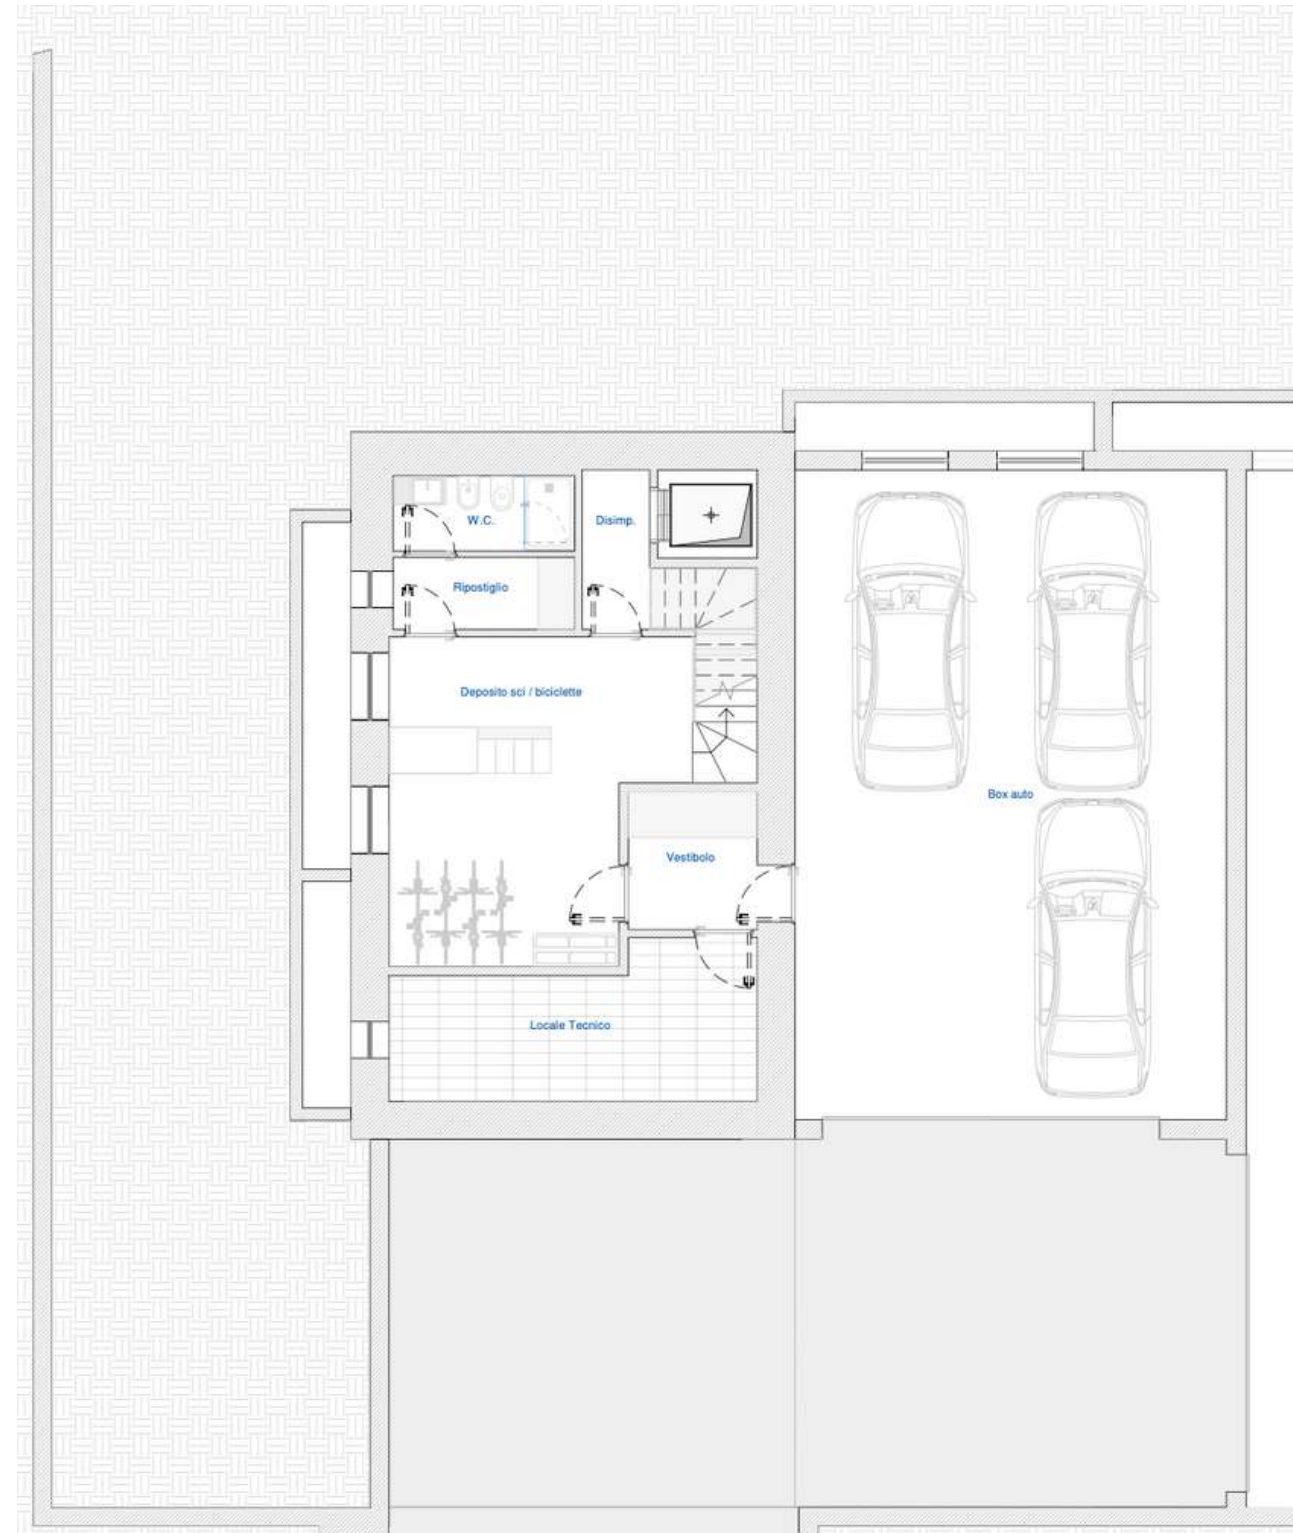 W.C.
Disimp.
Ripostiglio
Deposito sci / biciclette
Box auto
Vestibolo
Locale Tecnico